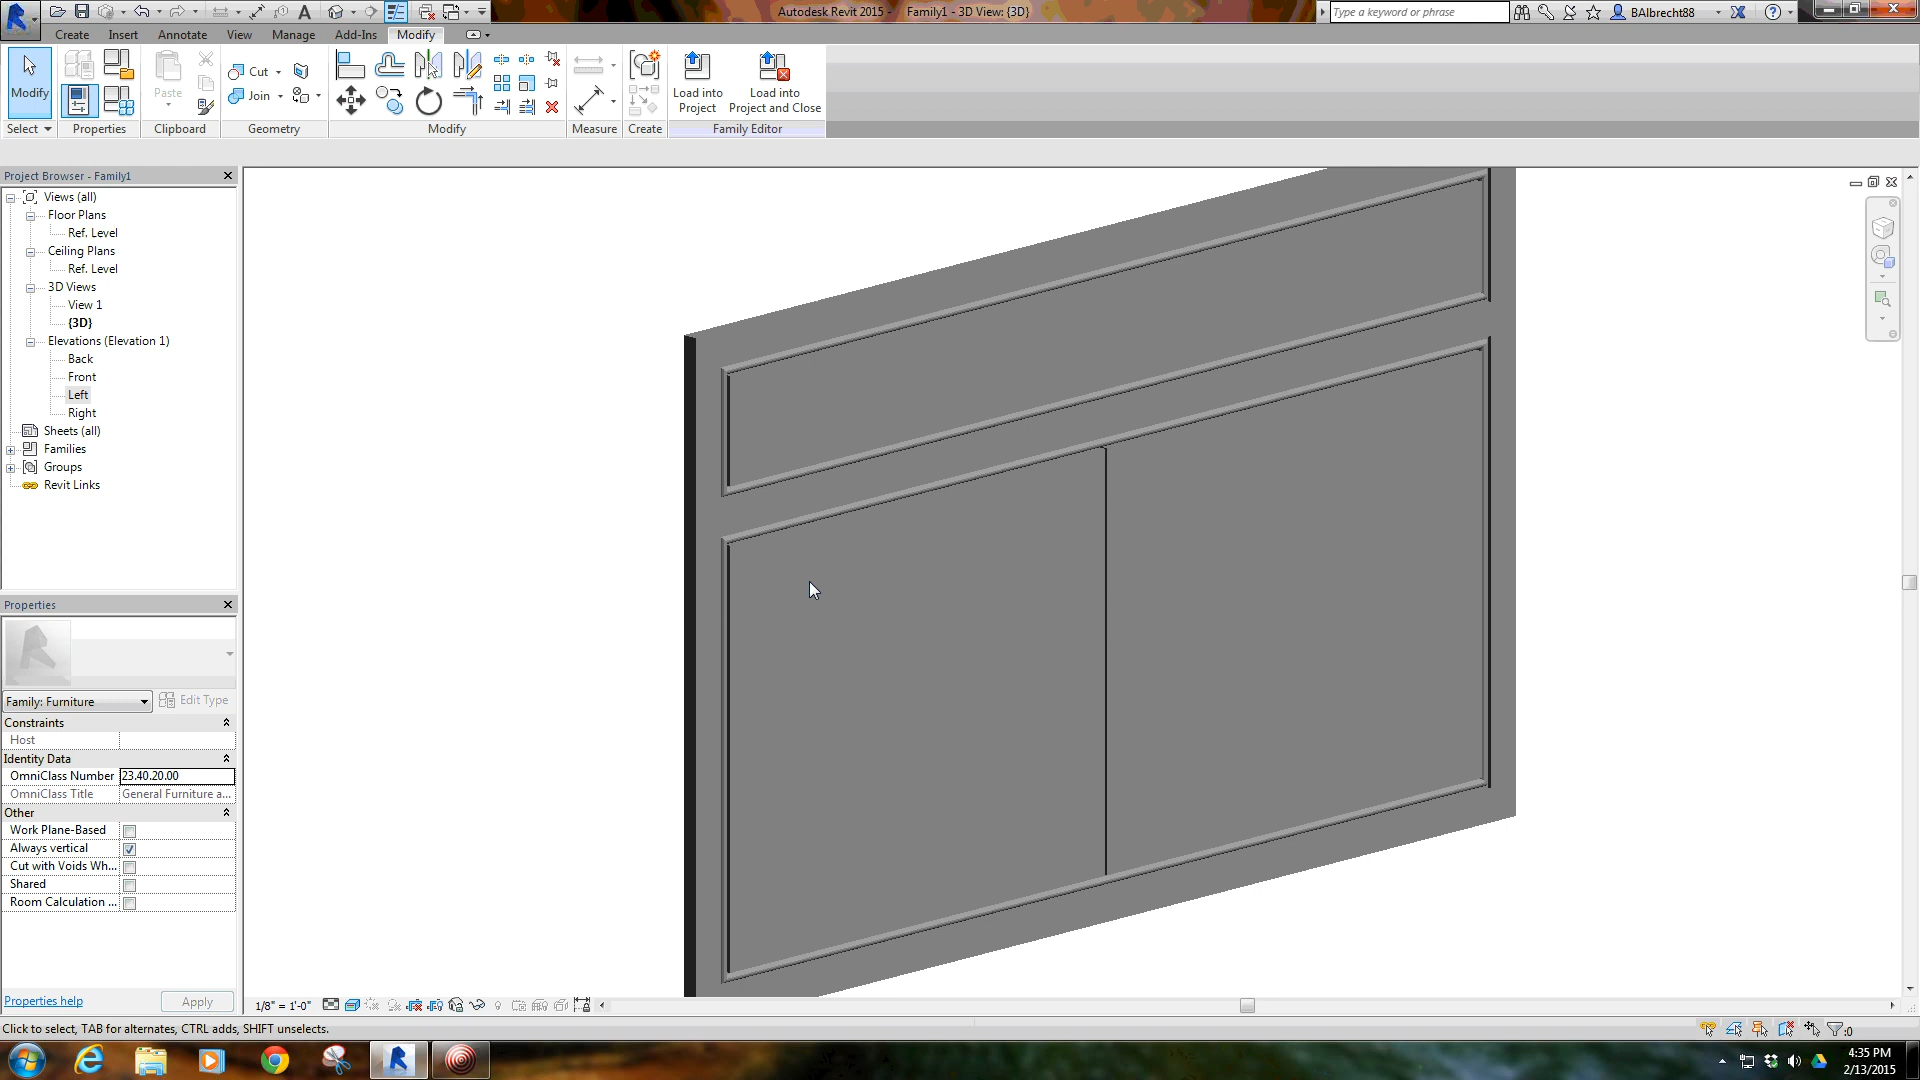 Autodesk Revit 2015 - Family1 - 3D View: {3D}
Type a keyword or phrase
BAlbrecht88
Create Insert Annotate View Manage Add-Ins Modify
Modify
Paste
Cut
Join
Load into Project
Load into Project and Close
Select Properties Clipboard Geometry Modify Measure Create Family Editor
Project Browser - Family1
Views (all)
Floor Plans
Ref. Level
Ceiling Plans
Ref. Level
3D Views
View 1
{3D}
Elevations (Elevation 1)
Back
Front
Left
Right
Sheets (all)
Families
Groups
Revit Links
Properties
Family: Furniture Edit Type
Constraints
Host
Identity Data
OmniClass Number 23.40.20.00
OmniClass Title General Furniture a...
Other
Work Plane-Based
Always vertical
Cut with Voids Wh...
Shared
Room Calculation ...
Properties help Apply
1/8" = 1'-0"
Click to select, TAB for alternates, CTRL adds, SHIFT unselects.
:0
4:35 PM
2/13/2015